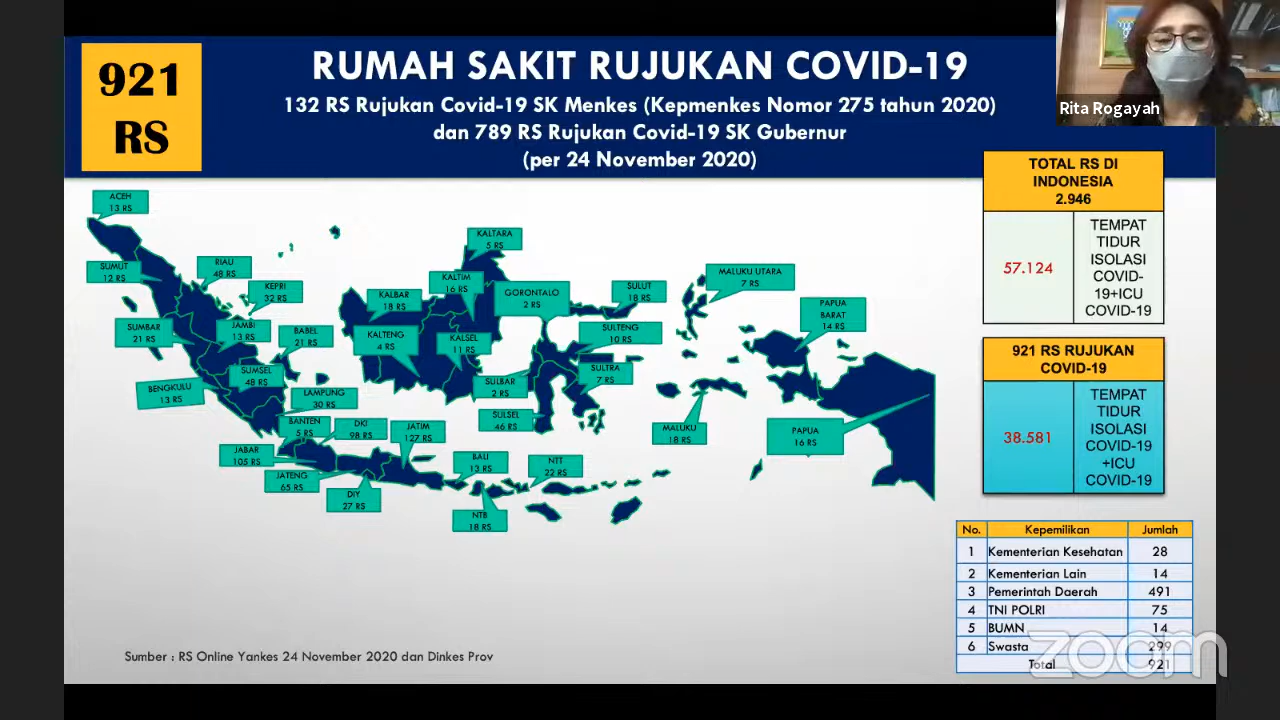 921
RS
RUMAH SAKIT RUJUKAN COVID-19
132 RS Rujukan Covid-19 SK Menkes (Kepmenkes Nomor 275 tahun 2020)
dan 789 RS Rujukan Covid-19 SK Gubernur
(per 24 November 2020)
Rita Rogayah
TOTAL RS DI
INDONESIA
2.946
57.124
TEMPAT
TIDUR
ISOLASI
COVID-
19+ICU
COVID-19
921 RS RUJUKAN
COVID-19
38.581
TEMPAT
TIDUR
ISOLASI
COVID-19
+ICU
COVID-19
ACEH
13 RS
SUMUT
12 RS
RIAU
48 RS
KEPRI
32 RS
SUMBAR
21 RS
JAMBI
13 RS
BABEL
21 RS
SUMSEL
48 RS
BENGKULU
13 RS
LAMPUNG
30 RS
BANTEN
5 RS
DKI
98 RS
JATIM
127 RS
JABAR
105 RS
JATENG
65 RS
DIY
27 RS
BALI
13 RS
NTB
18 RS
NTT
22 RS
KALTARA
5 RS
KALTIM
16 RS
KALBAR
18 RS
KALTENG
4 RS
KALSEL
11 RS
GORONTALO
2 RS
SULUT
18 RS
SULTENG
10 RS
SULTRA
7 RS
SULBAR
2 RS
SULSEL
46 RS
MALUKU UTARA
7 RS
PAPUA
BARAT
14 RS
MALUKU
18 RS
PAPUA
16 RS
No. Kepemilikan Jumlah
1 Kementerian Kesehatan 28
2 Kementerian Lain 14
3 Pemerintah Daerah 491
4 TNI POLRI 75
5 BUMN 14
6 Swasta 299
Total 921
Sumber : RS Online Yankes 24 November 2020 dan Dinkes Prov
zoom